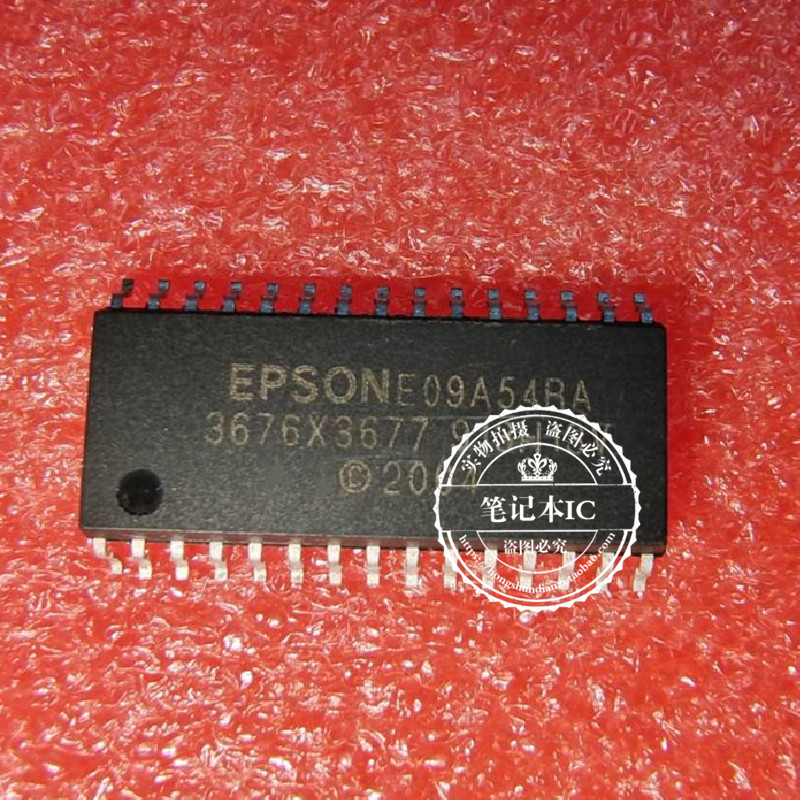 EPSON E09A54RA
3676X3677
©2004
实物拍摄 盗图必究
笔记本IC
盗图必究